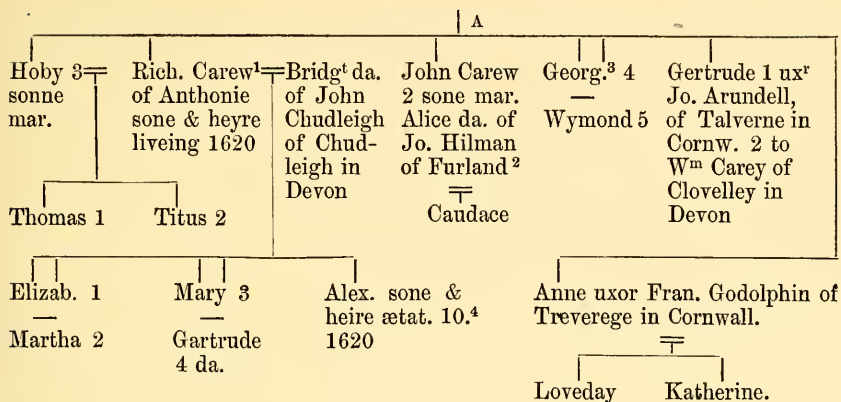 A
Hoby 3
sonne
mar.
Rich. Carew¹
of Anthonie
sone & heyre
liveing 1620
Bridgᵗ da.
of John
Chudleigh
of Chud-
leigh in
Devon
John Carew
2 sone mar.
Alice da. of
Jo. Hilman
of Furland ²
Caudace
Georg.³ 4
—
Wymond 5
Gertrude 1 uxʳ
Jo. Arundell,
of Talverne in
Cornw. 2 to
Wᵐ Carey of
Clovelley in
Devon
Thomas 1
Titus 2
Elizab. 1
—
Martha 2
Mary 3
—
Gartrude
4 da.
Alex. sone &
heire ætat. 10.⁴
1620
Anne uxor Fran. Godolphin of
Treverege in Cornwall.
Loveday
Katherine.